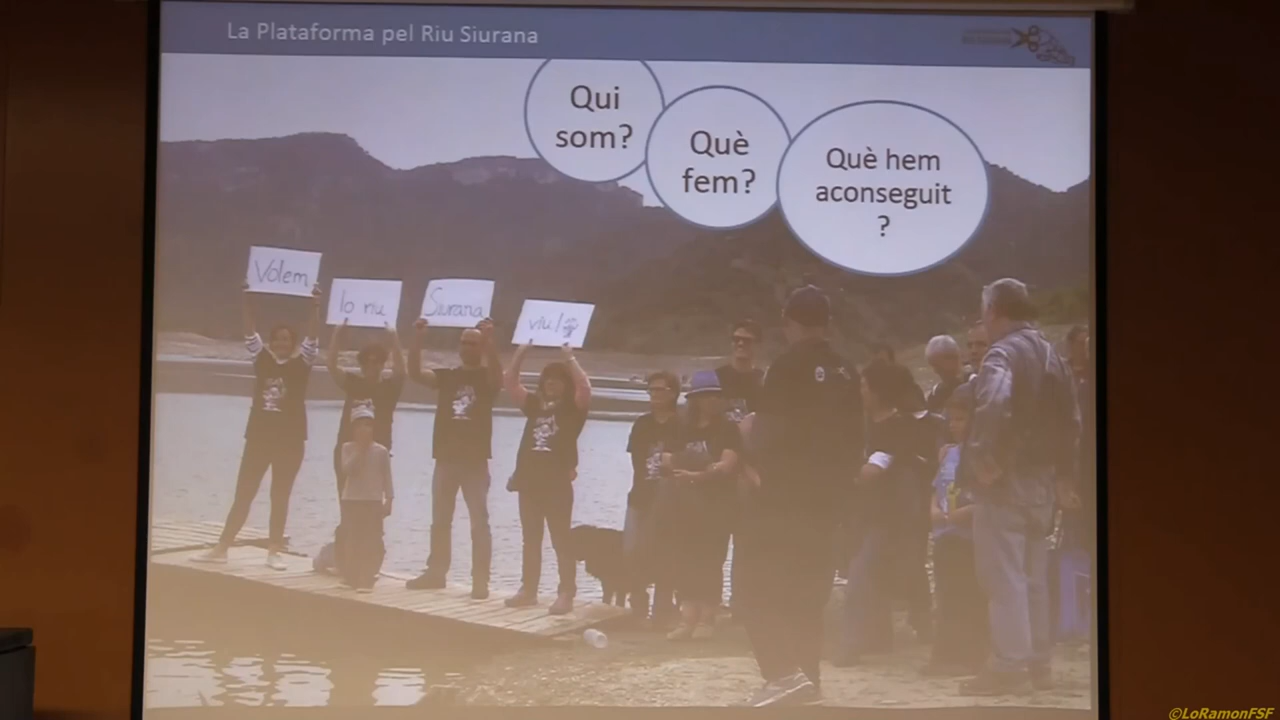 La Plataforma pel Riu Siurana
Qui
som?
Què
fem?
Què hem
aconseguit
?
Volem
lo riu
Siurana
viu!
©LoRamonFSF